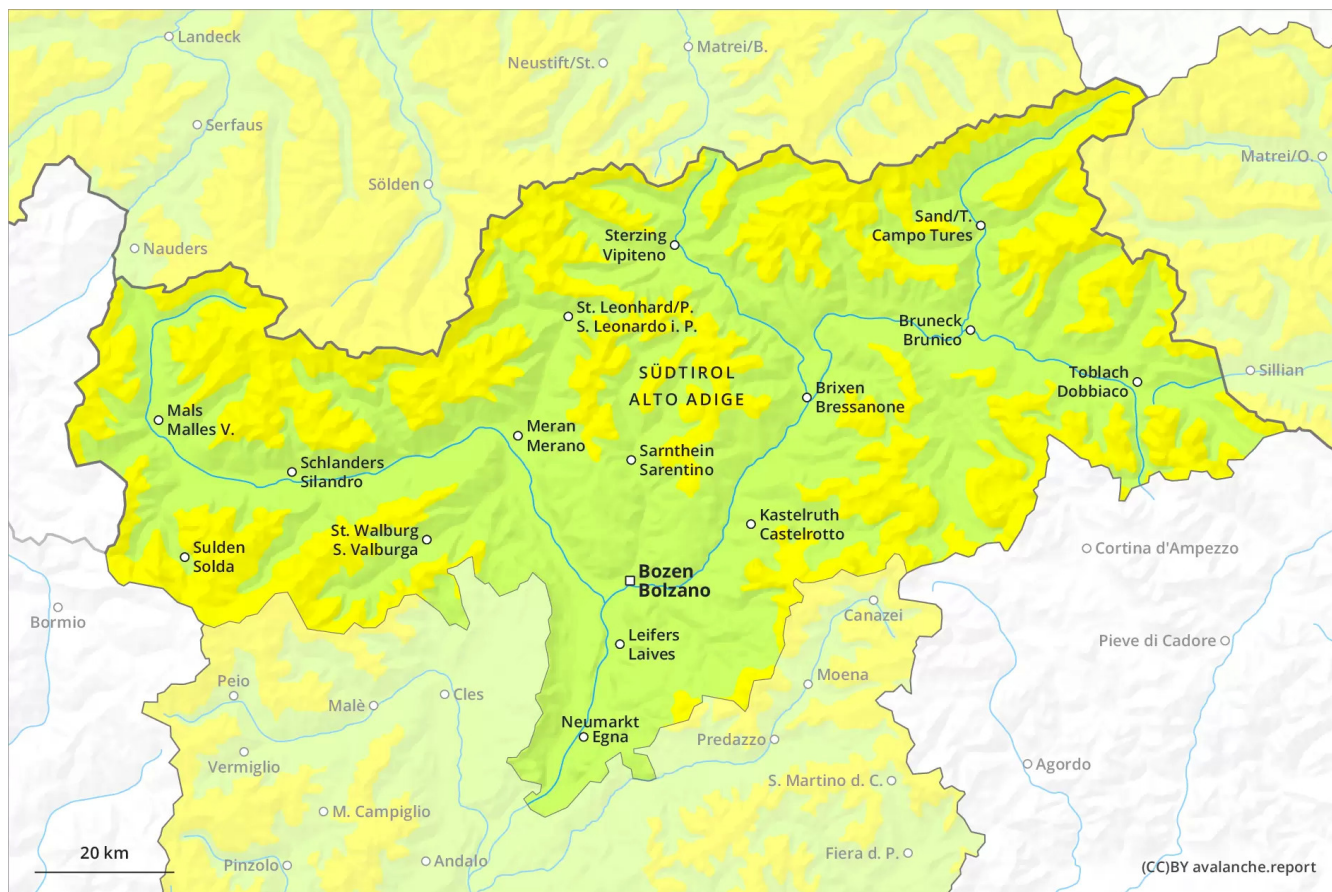 Landeck
Matrei/B.
Neustift/St.
Serfaus
Matrei/O.
Sölden
Sand/T.
Campo Tures
Nauders
Sterzing
Vipiteno
St. Leonhard/P.
S. Leonardo i. P.
Bruneck
Brunico
SÜDTIROL
ALTO ADIGE
Toblach
Dobbiaco
Sillian
Brixen
Bressanone
Mals
Malles V.
Meran
Merano
Sarnthein
Sarentino
Schlanders
Silandro
Kastelruth
Castelrotto
St. Walburg
S. Valburga
Sulden
Solda
Cortina d'Ampezzo
Bozen
Bolzano
Bormio
Canazei
Leifers
Laives
Pieve di Cadore
Peio
Moena
Malè
Cles
Neumarkt
Egna
Predazzo
Vermiglio
Agordo
S. Martino d. C.
M. Campiglio
20 km
Pinzolo
Andalo
Fiera d. P.
(CC)BY avalanche.report